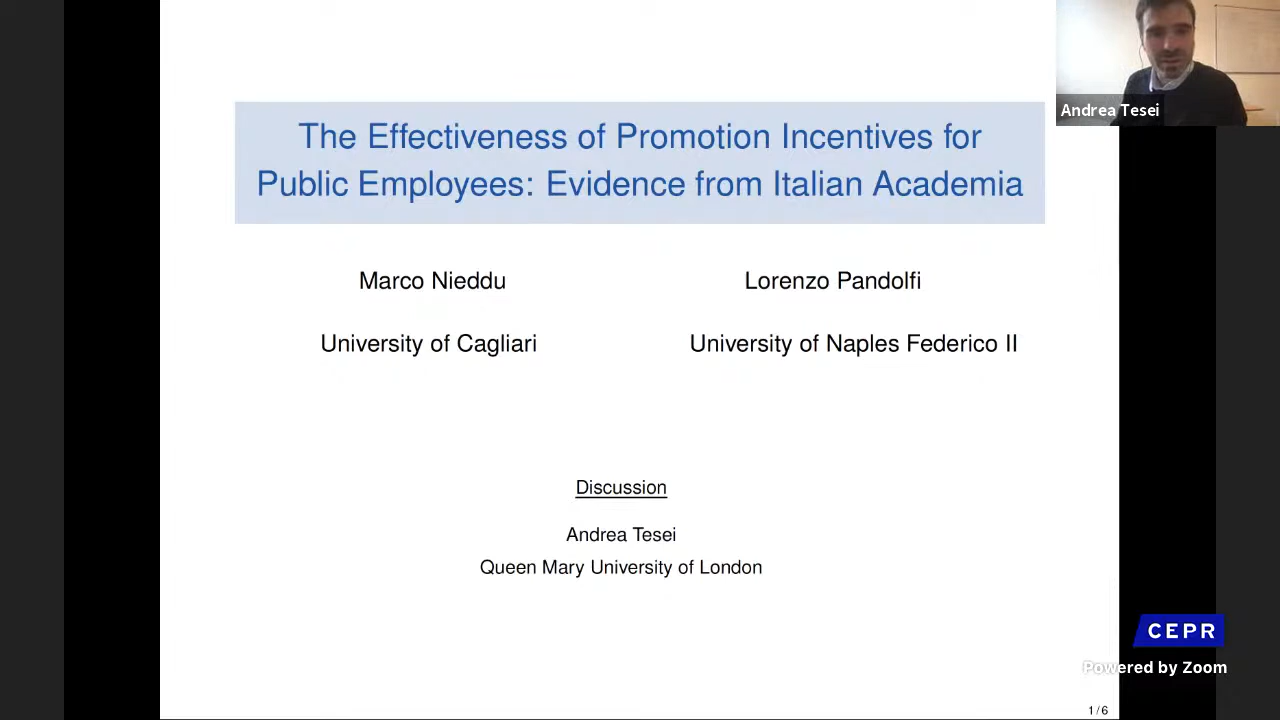 The Effectiveness of Promotion Incentives for
Public Employees: Evidence from Italian Academia
Marco Nieddu
Lorenzo Pandolfi
University of Cagliari
University of Naples Federico II
Discussion
Andrea Tesei
Queen Mary University of London
1/6
Andrea Tesei
CEPR
Powered by Zoom